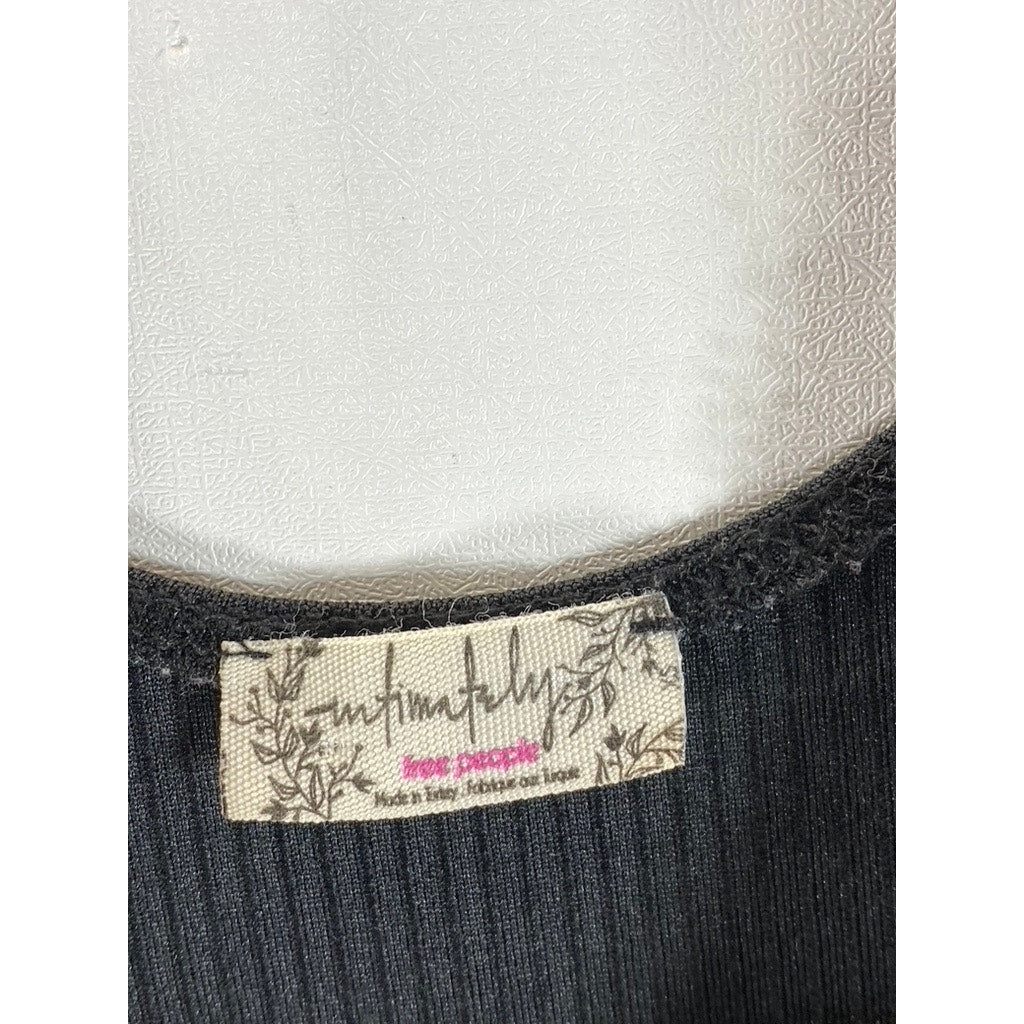 intimately
free people
Made in Turkey . Fabriqué aux Turquie